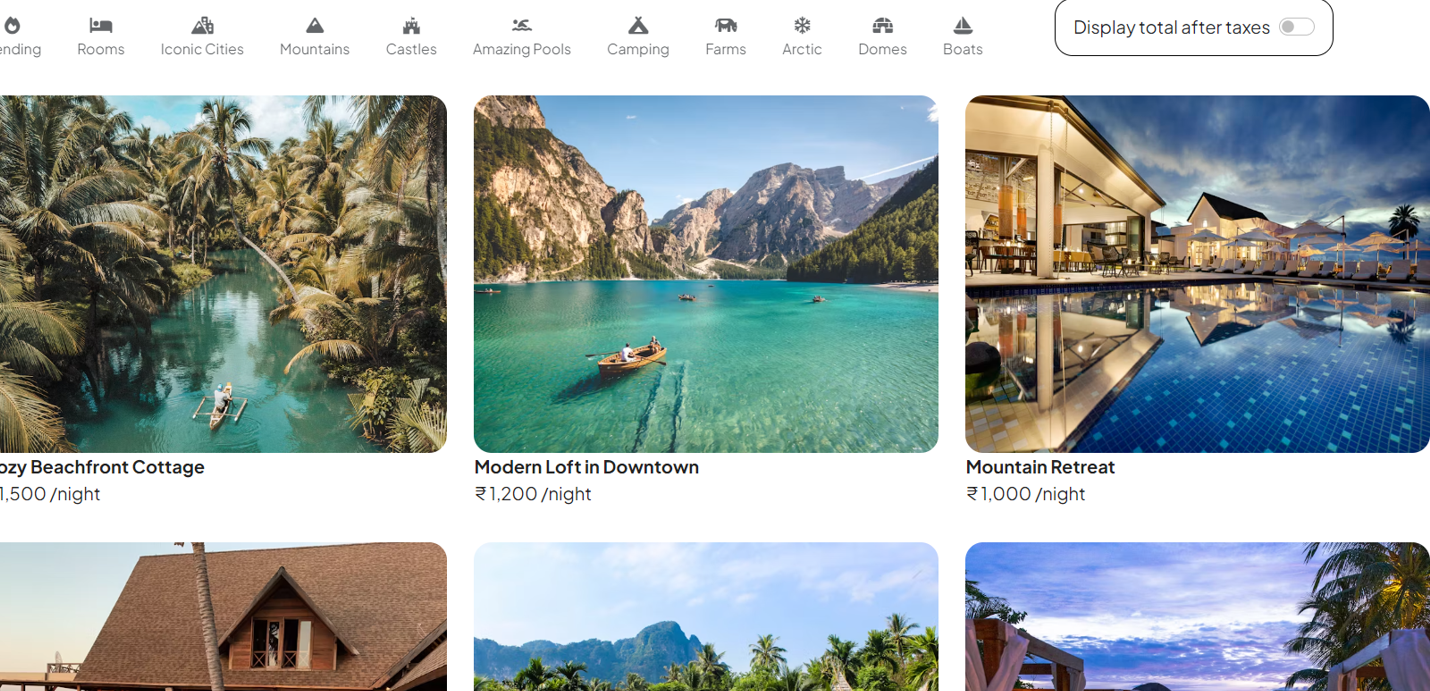 ending Rooms Iconic Cities Mountains Castles Amazing Pools Camping Farms Arctic Domes Boats Display total after taxes
ozy Beachfront Cottage Modern Loft in Downtown Mountain Retreat
1,500 /night ₹ 1,200 /night ₹ 1,000 /night